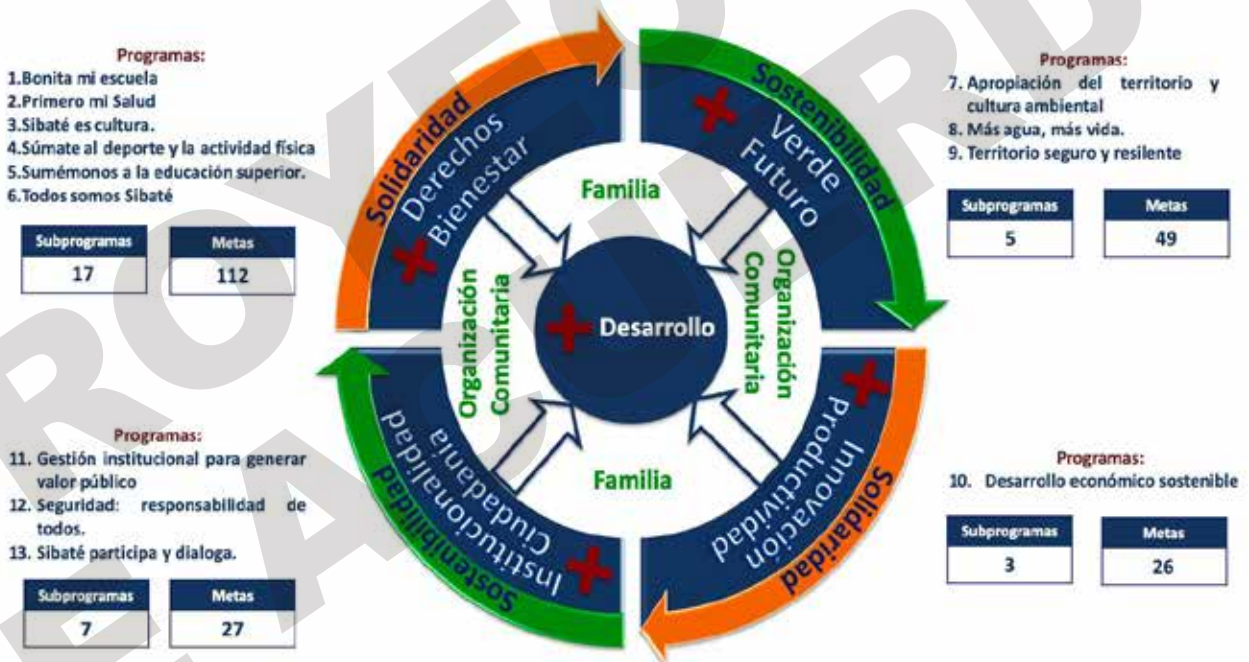 Programas:
1.Bonita mi escuela
2.Primero mi Salud
3.Sibaté es cultura.
4.Súmate al deporte y la actividad física
5.Sumémonos a la educación superior.
6.Todos somos Sibaté
Subprogramas Metas
17 112
Solidaridad
Derechos
Bienestar
Sostenibilidad
Verde
Futuro
Programas:
7. Apropiación del territorio y
cultura ambiental
8. Más agua, más vida.
9. Territorio seguro y resilente
Subprogramas Metas
5 49
Familia
Organización
Comunitaria
Desarrollo
Organización
Comunitaria
Familia
Programas:
11. Gestión institucional para generar
valor público
12. Seguridad: responsabilidad de
todos.
13. Sibaté participa y dialoga.
Subprogramas Metas
7 27
Sostenibilidad
Institucionalidad
Ciudadanía
Solidaridad
Innovación
Productividad
Programas:
10. Desarrollo económico sostenible
Subprogramas Metas
3 26